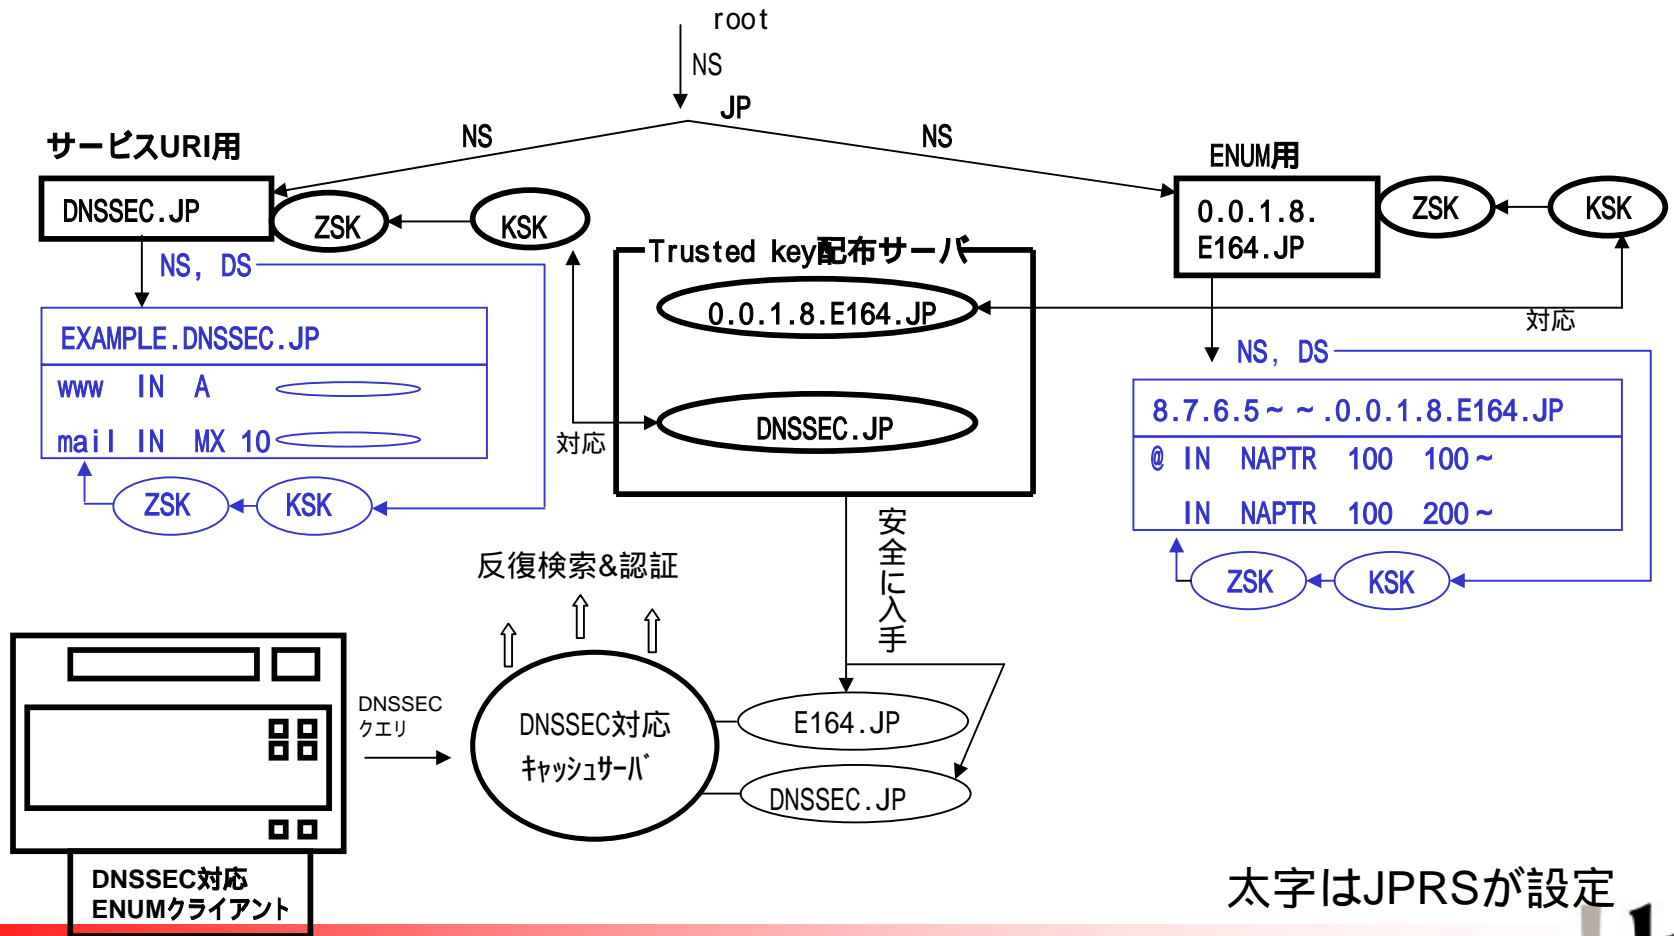 root
NS
JP
NS
NS
サービスURI用
DNSSEC.JP
ZSK
KSK
NS, DS
EXAMPLE.DNSSEC.JP
www IN A
mail IN MX 10
ZSK
KSK
対応
Trusted key配布サーバ
0.0.1.8.E164.JP
DNSSEC.JP
ENUM用
0.0.1.8.
E164.JP
ZSK
KSK
対応
NS, DS
8.7.6.5~~.0.0.1.8.E164.JP
@ IN NAPTR 100 100~
IN NAPTR 100 200~
ZSK
KSK
安全に入手
反復検索&認証
DNSSEC
クエリ
DNSSEC対応
キャッシュサーバ
E164.JP
DNSSEC.JP
DNSSEC対応
ENUMクライアント
太字はJPRSが設定